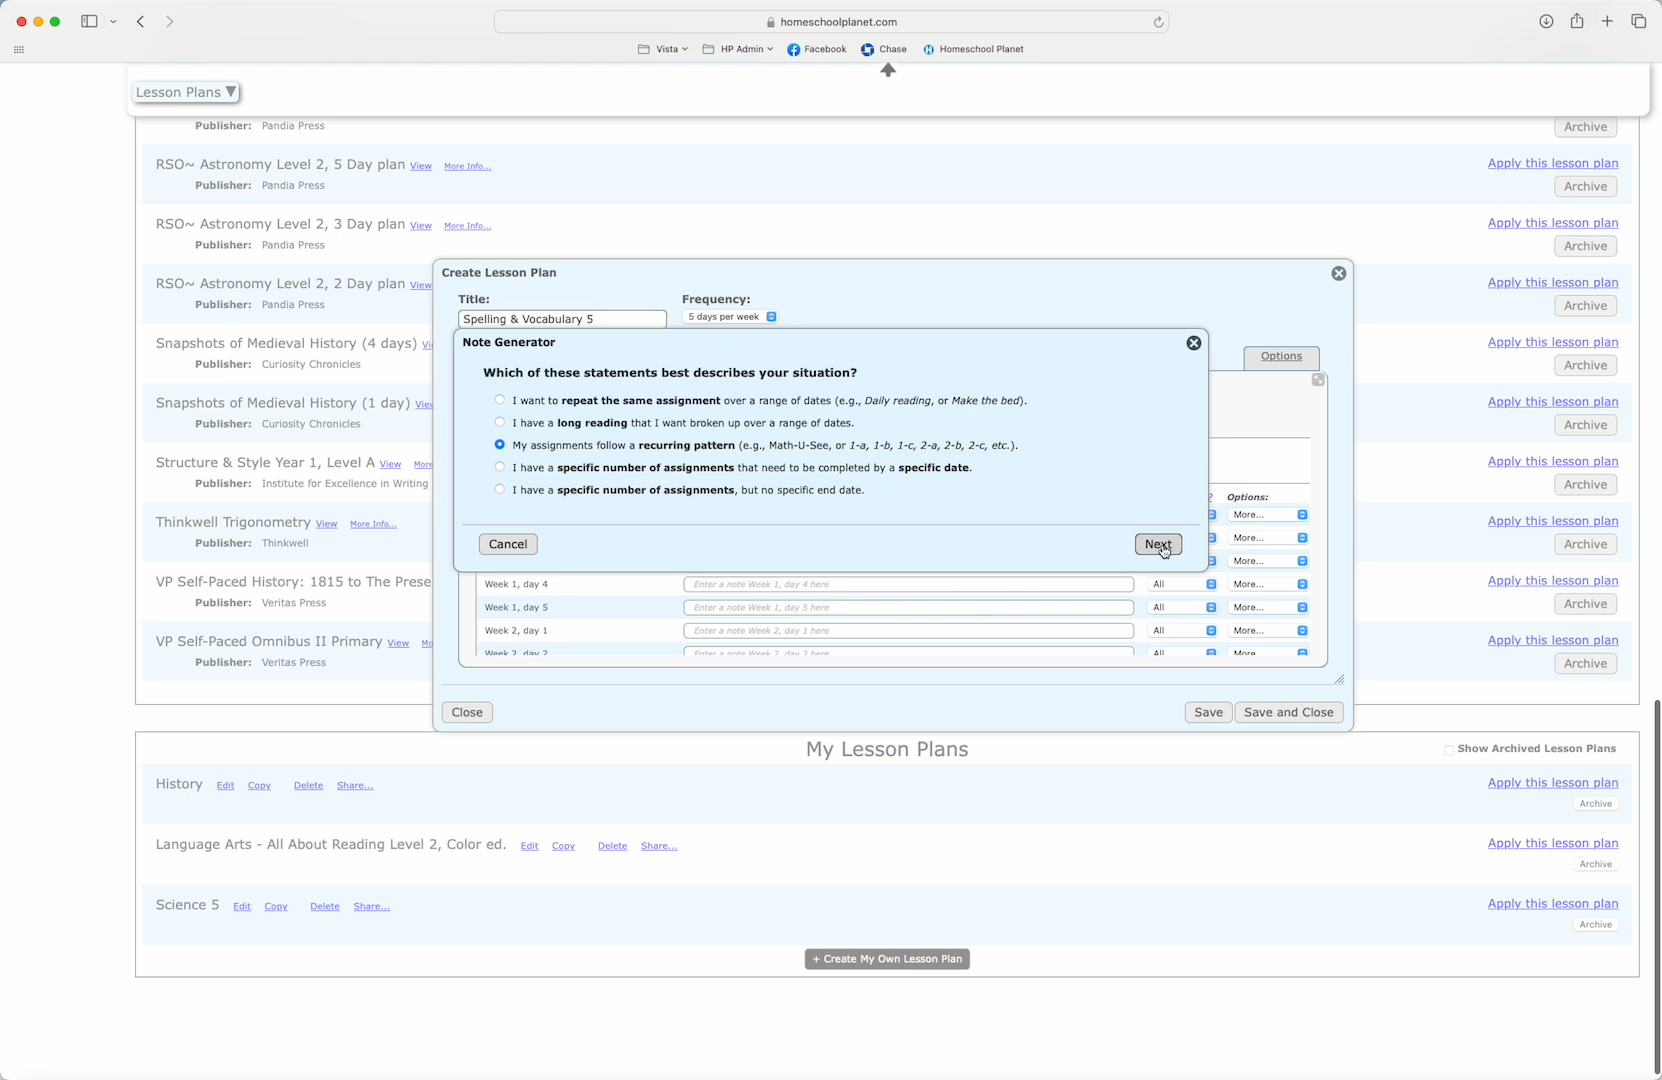 homeschoolplanet.com
Vista
HP Admin
Facebook
Chase
Homeschool Planet
Lesson Plans ▼
Publisher: Pandia Press
Archive
RSO~ Astronomy Level 2, 5 Day plan View More Info...
Apply this lesson plan
Publisher: Pandia Press
Archive
RSO~ Astronomy Level 2, 3 Day plan View More Info...
Apply this lesson plan
Publisher: Pandia Press
Archive
RSO~ Astronomy Level 2, 2 Day plan View
Apply this lesson plan
Publisher: Pandia Press
Archive
Snapshots of Medieval History (4 days)
Apply this lesson plan
Publisher: Curiosity Chronicles
Archive
Snapshots of Medieval History (1 day)
Apply this lesson plan
Publisher: Curiosity Chronicles
Archive
Structure & Style Year 1, Level A View More
Apply this lesson plan
Publisher: Institute for Excellence in Writing
Archive
Thinkwell Trigonometry View More Info...
Apply this lesson plan
Publisher: Thinkwell
Archive
VP Self-Paced History: 1815 to The Prese
Apply this lesson plan
Publisher: Veritas Press
Archive
VP Self-Paced Omnibus II Primary View Mo
Apply this lesson plan
Publisher: Veritas Press
Archive
Create Lesson Plan
Title:
Frequency:
Spelling & Vocabulary 5
5 days per week
Options
Note Generator
Which of these statements best describes your situation?
I want to repeat the same assignment over a range of dates (e.g., Daily reading, or Make the bed).
I have a long reading that I want broken up over a range of dates.
My assignments follow a recurring pattern (e.g., Math-U-See, or 1-a, 1-b, 1-c, 2-a, 2-b, 2-c, etc.).
I have a specific number of assignments that need to be completed by a specific date.
I have a specific number of assignments, but no specific end date.
Cancel
Next
? Options:
More...
More...
More...
Week 1, day 4 Enter a note Week 1, day 4 here All More...
Week 1, day 5 Enter a note Week 1, day 5 here All More...
Week 2, day 1 Enter a note Week 2, day 1 here All More...
Week 2, day 2 Enter a note Week 2, day 2 here All More...
Close
Save
Save and Close
My Lesson Plans
Show Archived Lesson Plans
History Edit Copy Delete Share...
Apply this lesson plan
Archive
Language Arts - All About Reading Level 2, Color ed. Edit Copy Delete Share...
Apply this lesson plan
Archive
Science 5 Edit Copy Delete Share...
Apply this lesson plan
Archive
+ Create My Own Lesson Plan